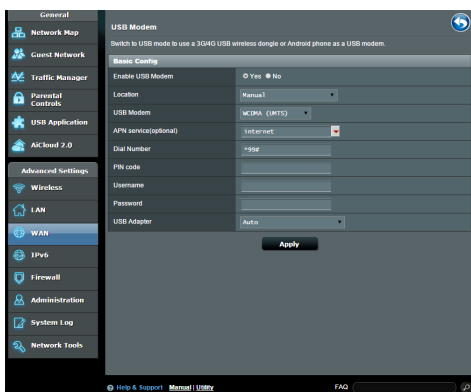 General
Network Map
Guest Network
Traffic Manager
Parental
Controls
USB Application
AiCloud 2.0
Advanced Settings
Wireless
LAN
WAN
IPv6
Firewall
Administration
System Log
Network Tools
USB Modem
Switch to USB mode to use a 3G/4G USB wireless dongle or Android phone as a USB modem.
Basic Config
Enable USB Modem Yes No
Location Manual
USB Modem WCDMA (UMTS)
APN service(optional) internet
Dial Number *99#
PIN code
Username
Password
USB Adapter Auto
Apply
Help & Support Manual | Utility FAQ